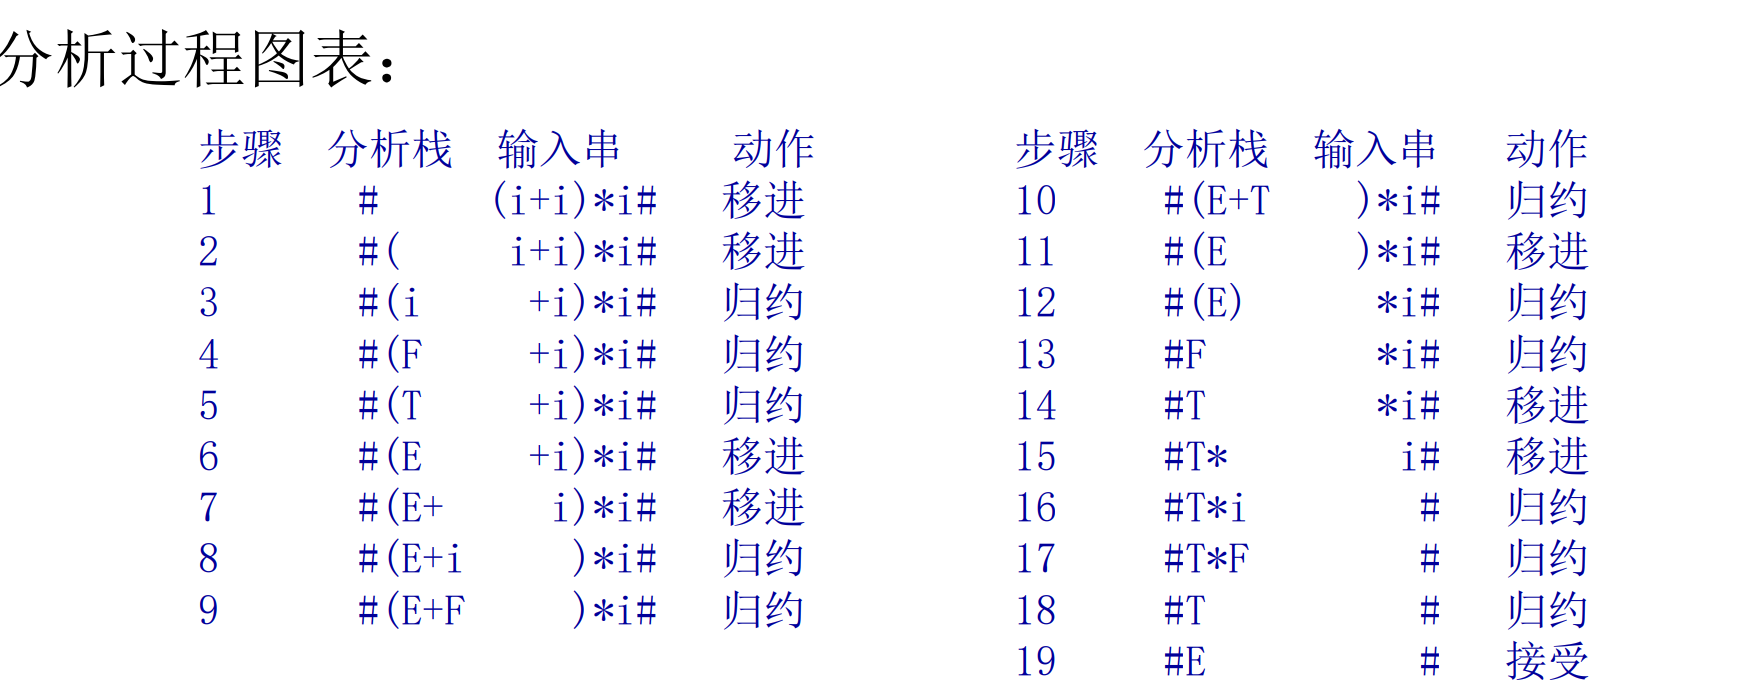 分析过程图表：
步骤 分析栈 输入串 动作
1 # (i+i)*i# 移进
2 #( i+i)*i# 移进
3 #(i +i)*i# 归约
4 #(F +i)*i# 归约
5 #(T +i)*i# 归约
6 #(E +i)*i# 移进
7 #(E+ i)*i# 移进
8 #(E+i )*i# 归约
9 #(E+F )*i# 归约
步骤 分析栈 输入串 动作
10 #(E+T )*i# 归约
11 #(E )*i# 移进
12 #(E) *i# 归约
13 #F *i# 归约
14 #T *i# 移进
15 #T* i# 移进
16 #T*i # 归约
17 #T*F # 归约
18 #T # 归约
19 #E # 接受